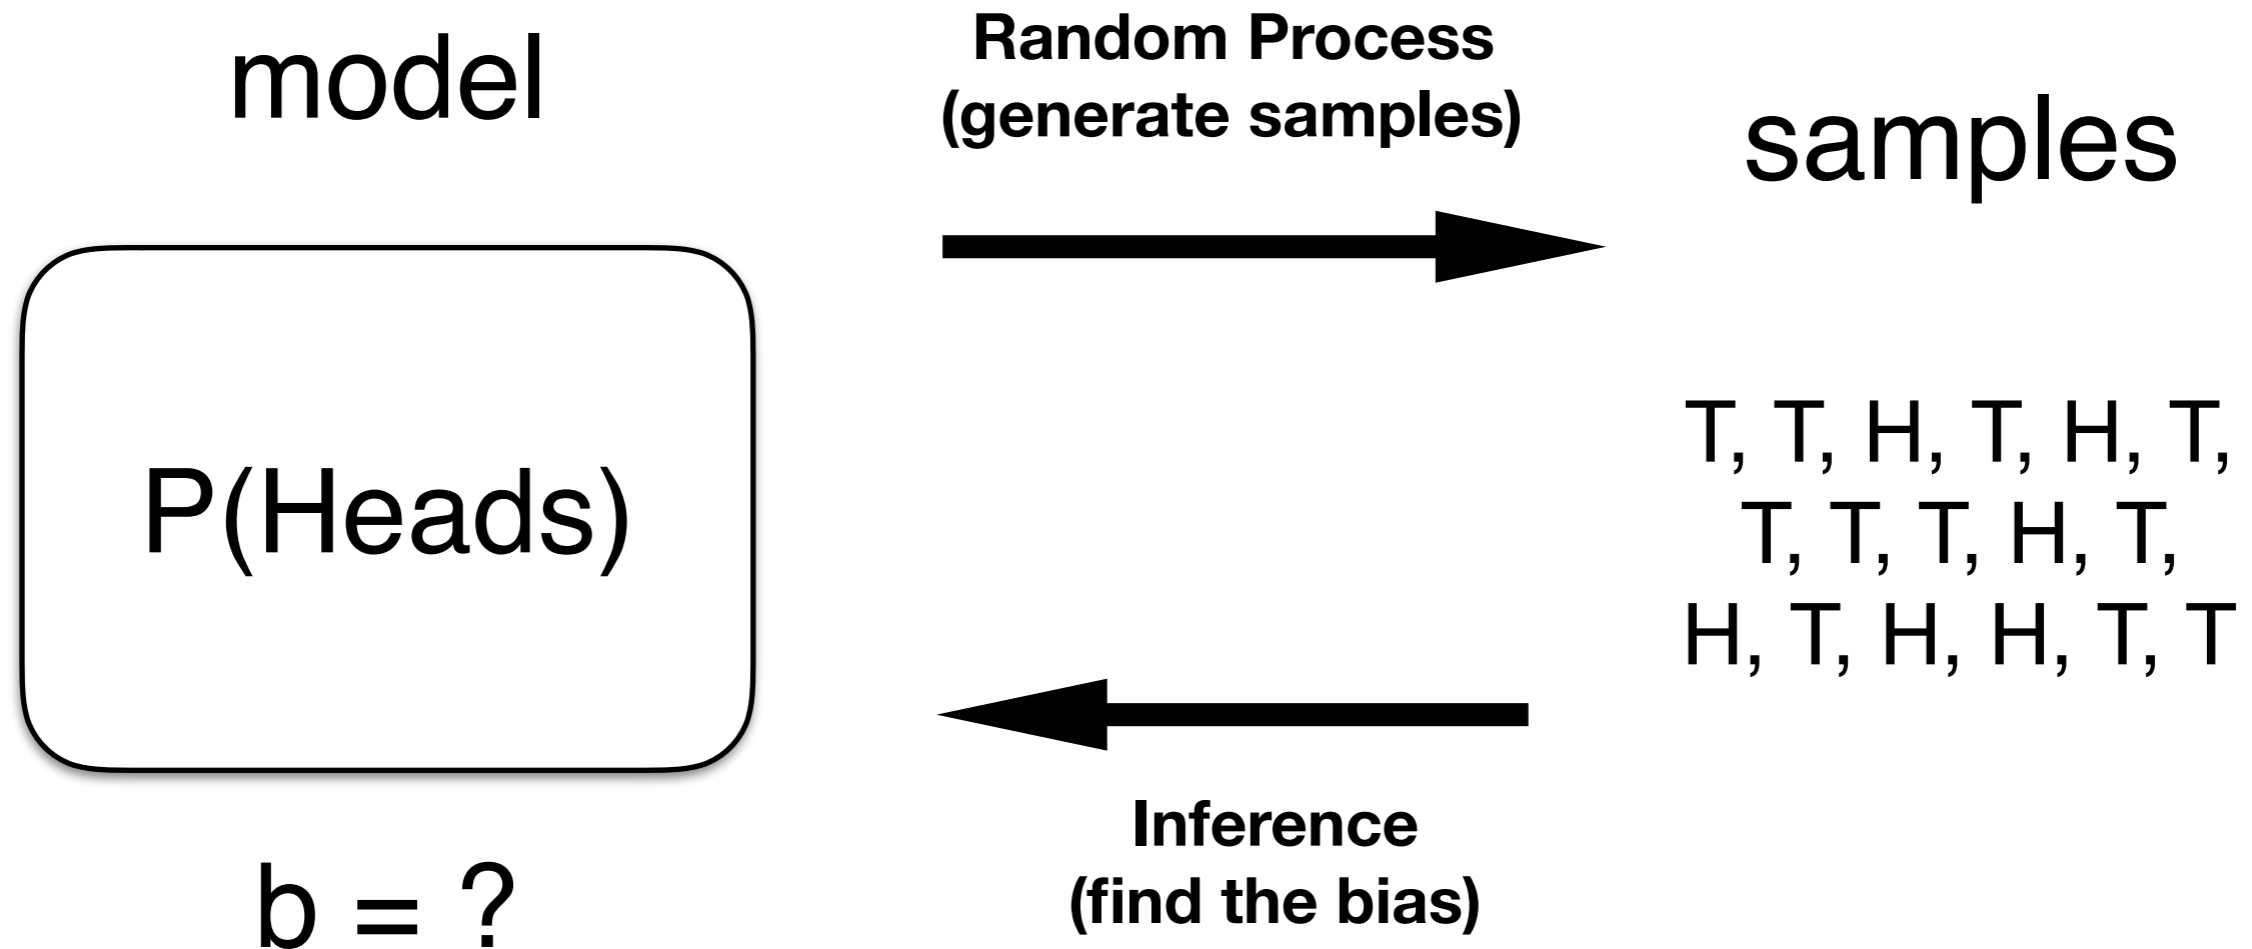 model
P(Heads)
b = ?
Random Process
(generate samples)
Inference
(find the bias)
samples
T, T, H, T, H, T,
T, T, T, H, T,
H, T, H, H, T, T